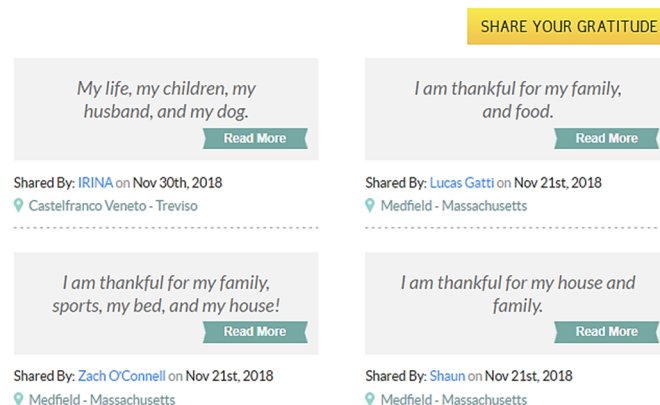 SHARE YOUR GRATITUDE
My life, my children, my
husband, and my dog.
Read More
Shared By: IRINA on Nov 30th, 2018
Castelfranco Veneto - Treviso
I am thankful for my family,
and food.
Read More
Shared By: Lucas Gatti on Nov 21st, 2018
Medfield - Massachusetts
I am thankful for my family,
sports, my bed, and my house!
Read More
Shared By: Zach O'Connell on Nov 21st, 2018
Medfield - Massachusetts
I am thankful for my house and
family.
Read More
Shared By: Shaun on Nov 21st, 2018
Medfield - Massachusetts